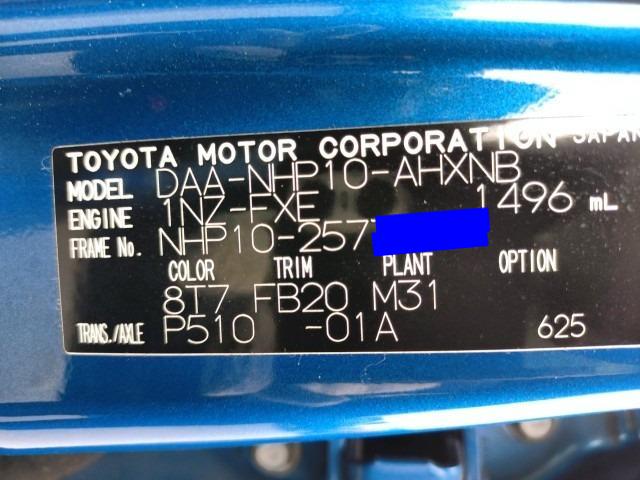 TOYOTA MOTOR CORPORATION JAPAN
MODEL DAA-NHP10-AHXNB
ENGINE 1NZ-FXE 1496 mL
FRAME No. NHP10-257
COLOR TRIM PLANT OPTION
8T7 FB20 M31
TRANS./AXLE P510 -01A 625